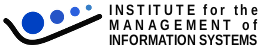 INSTITUTE for the
MANAGEMENT of
INFORMATION SYSTEMS